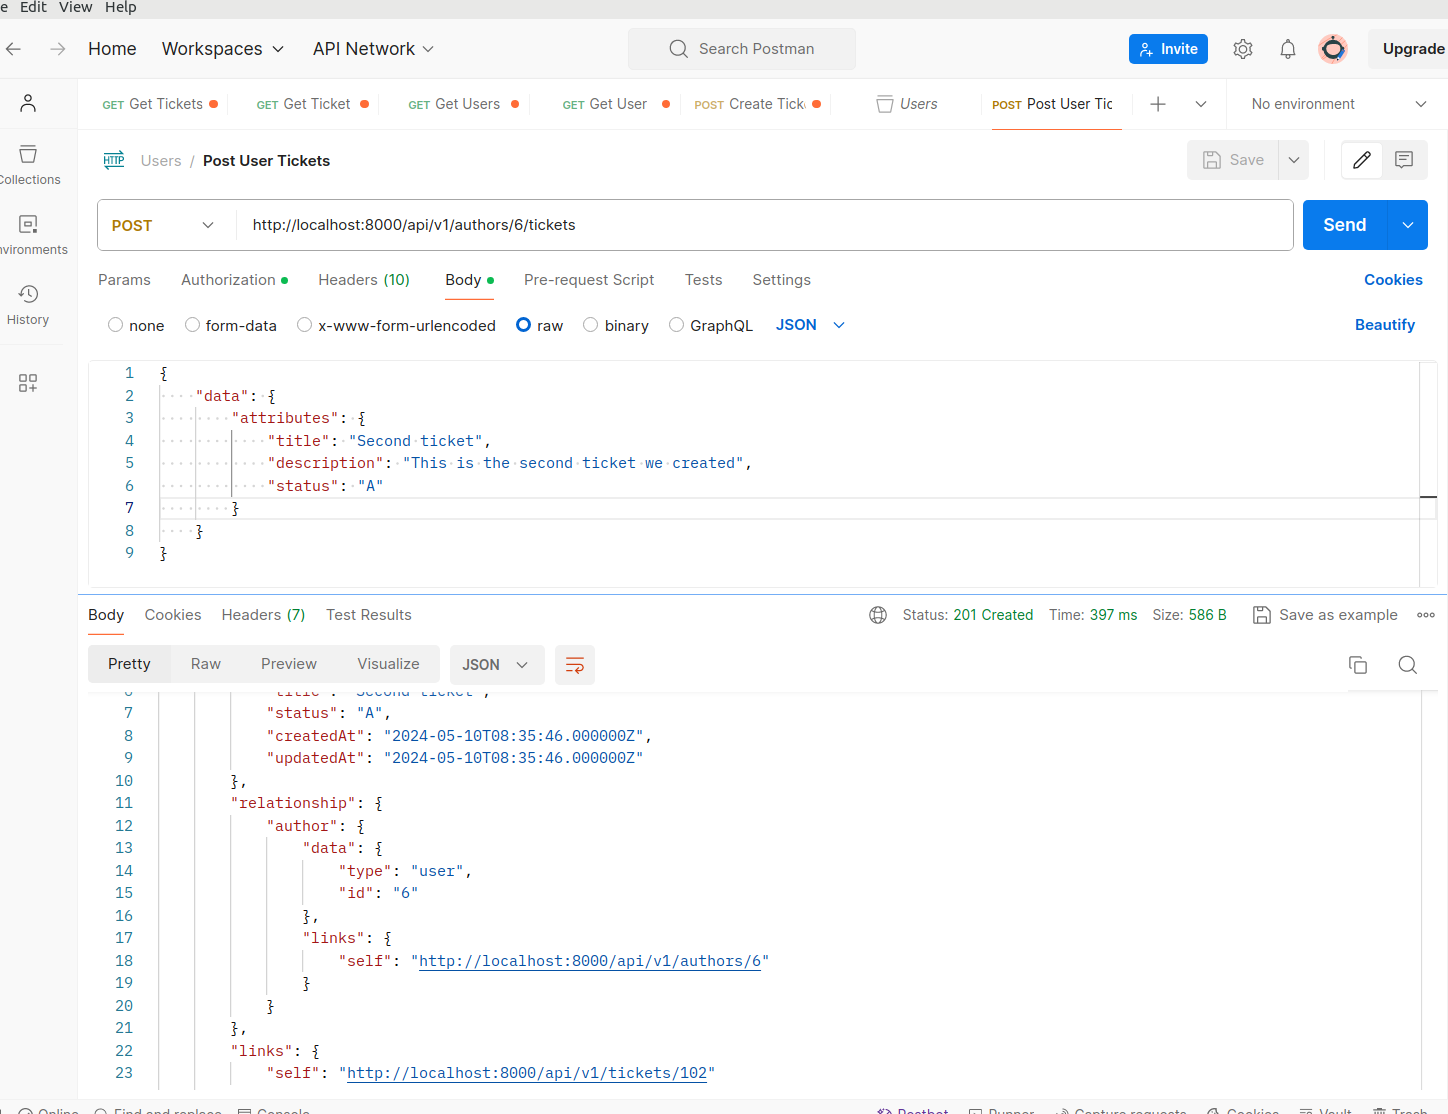 Edit View Help
Home Workspaces API Network Search Postman Invite Upgrade
GET Get Tickets GET Get Ticket GET Get Users GET Get User POST Create Tick Users POST Post User Tic No environment
Users / Post User Tickets Save
POST http://localhost:8000/api/v1/authors/6/tickets Send
Collections
Environments
History
Params Authorization Headers (10) Body Pre-request Script Tests Settings Cookies
none form-data x-www-form-urlencoded raw binary GraphQL JSON Beautify
1 {
2 "data": {
3 "attributes": {
4 "title": "Second ticket",
5 "description": "This is the second ticket we created",
6 "status": "A"
7 }
8 }
9 }
Body Cookies Headers (7) Test Results Status: 201 Created Time: 397 ms Size: 586 B Save as example
Pretty Raw Preview Visualize JSON
6 "title": "Second ticket",
7 "status": "A",
8 "createdAt": "2024-05-10T08:35:46.000000Z",
9 "updatedAt": "2024-05-10T08:35:46.000000Z"
10 },
11 "relationship": {
12 "author": {
13 "data": {
14 "type": "user",
15 "id": "6"
16 },
17 "links": {
18 "self": "http://localhost:8000/api/v1/authors/6"
19 }
20 }
21 },
22 "links": {
23 "self": "http://localhost:8000/api/v1/tickets/102"
Online Find and replace Console Postbot Runner Capture requests Cookies Vault Trash